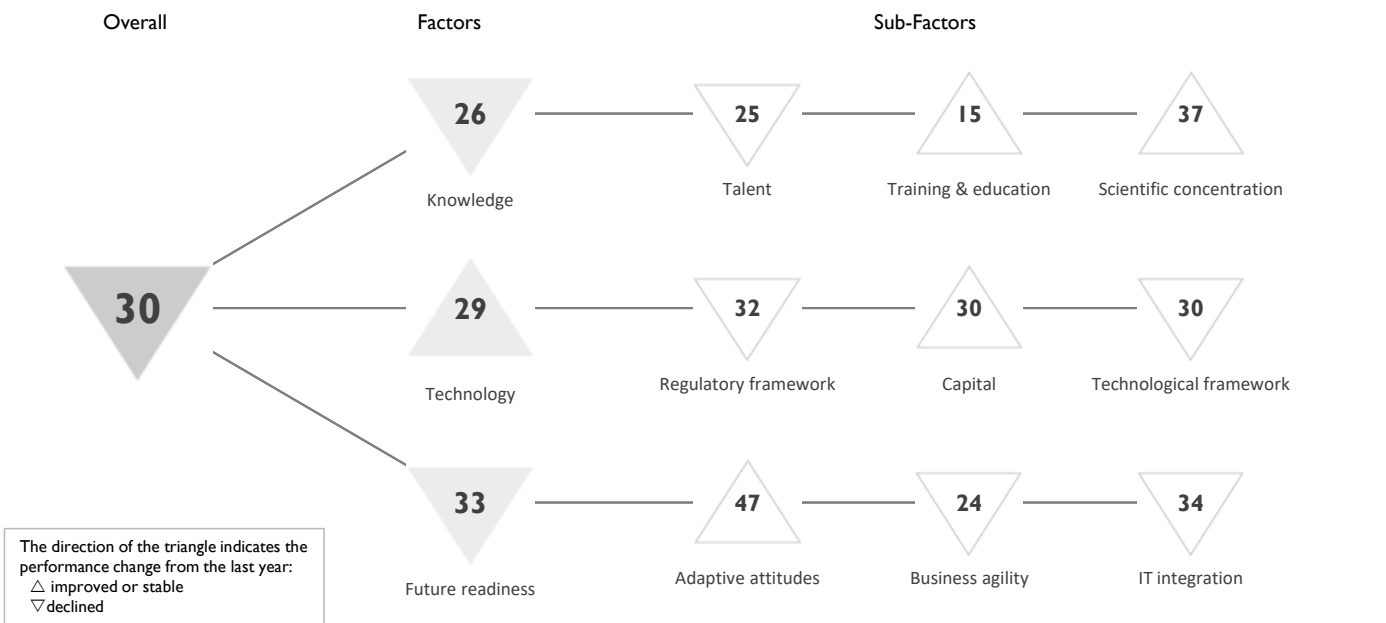 Overall
Factors
Sub-Factors
26
25
15
37
Knowledge
Talent
Training & education
Scientific concentration
30
29
32
30
30
Technology
Regulatory framework
Capital
Technological framework
33
47
24
34
Future readiness
Adaptive attitudes
Business agility
IT integration
The direction of the triangle indicates the
performance change from the last year:
△ improved or stable
▽ declined